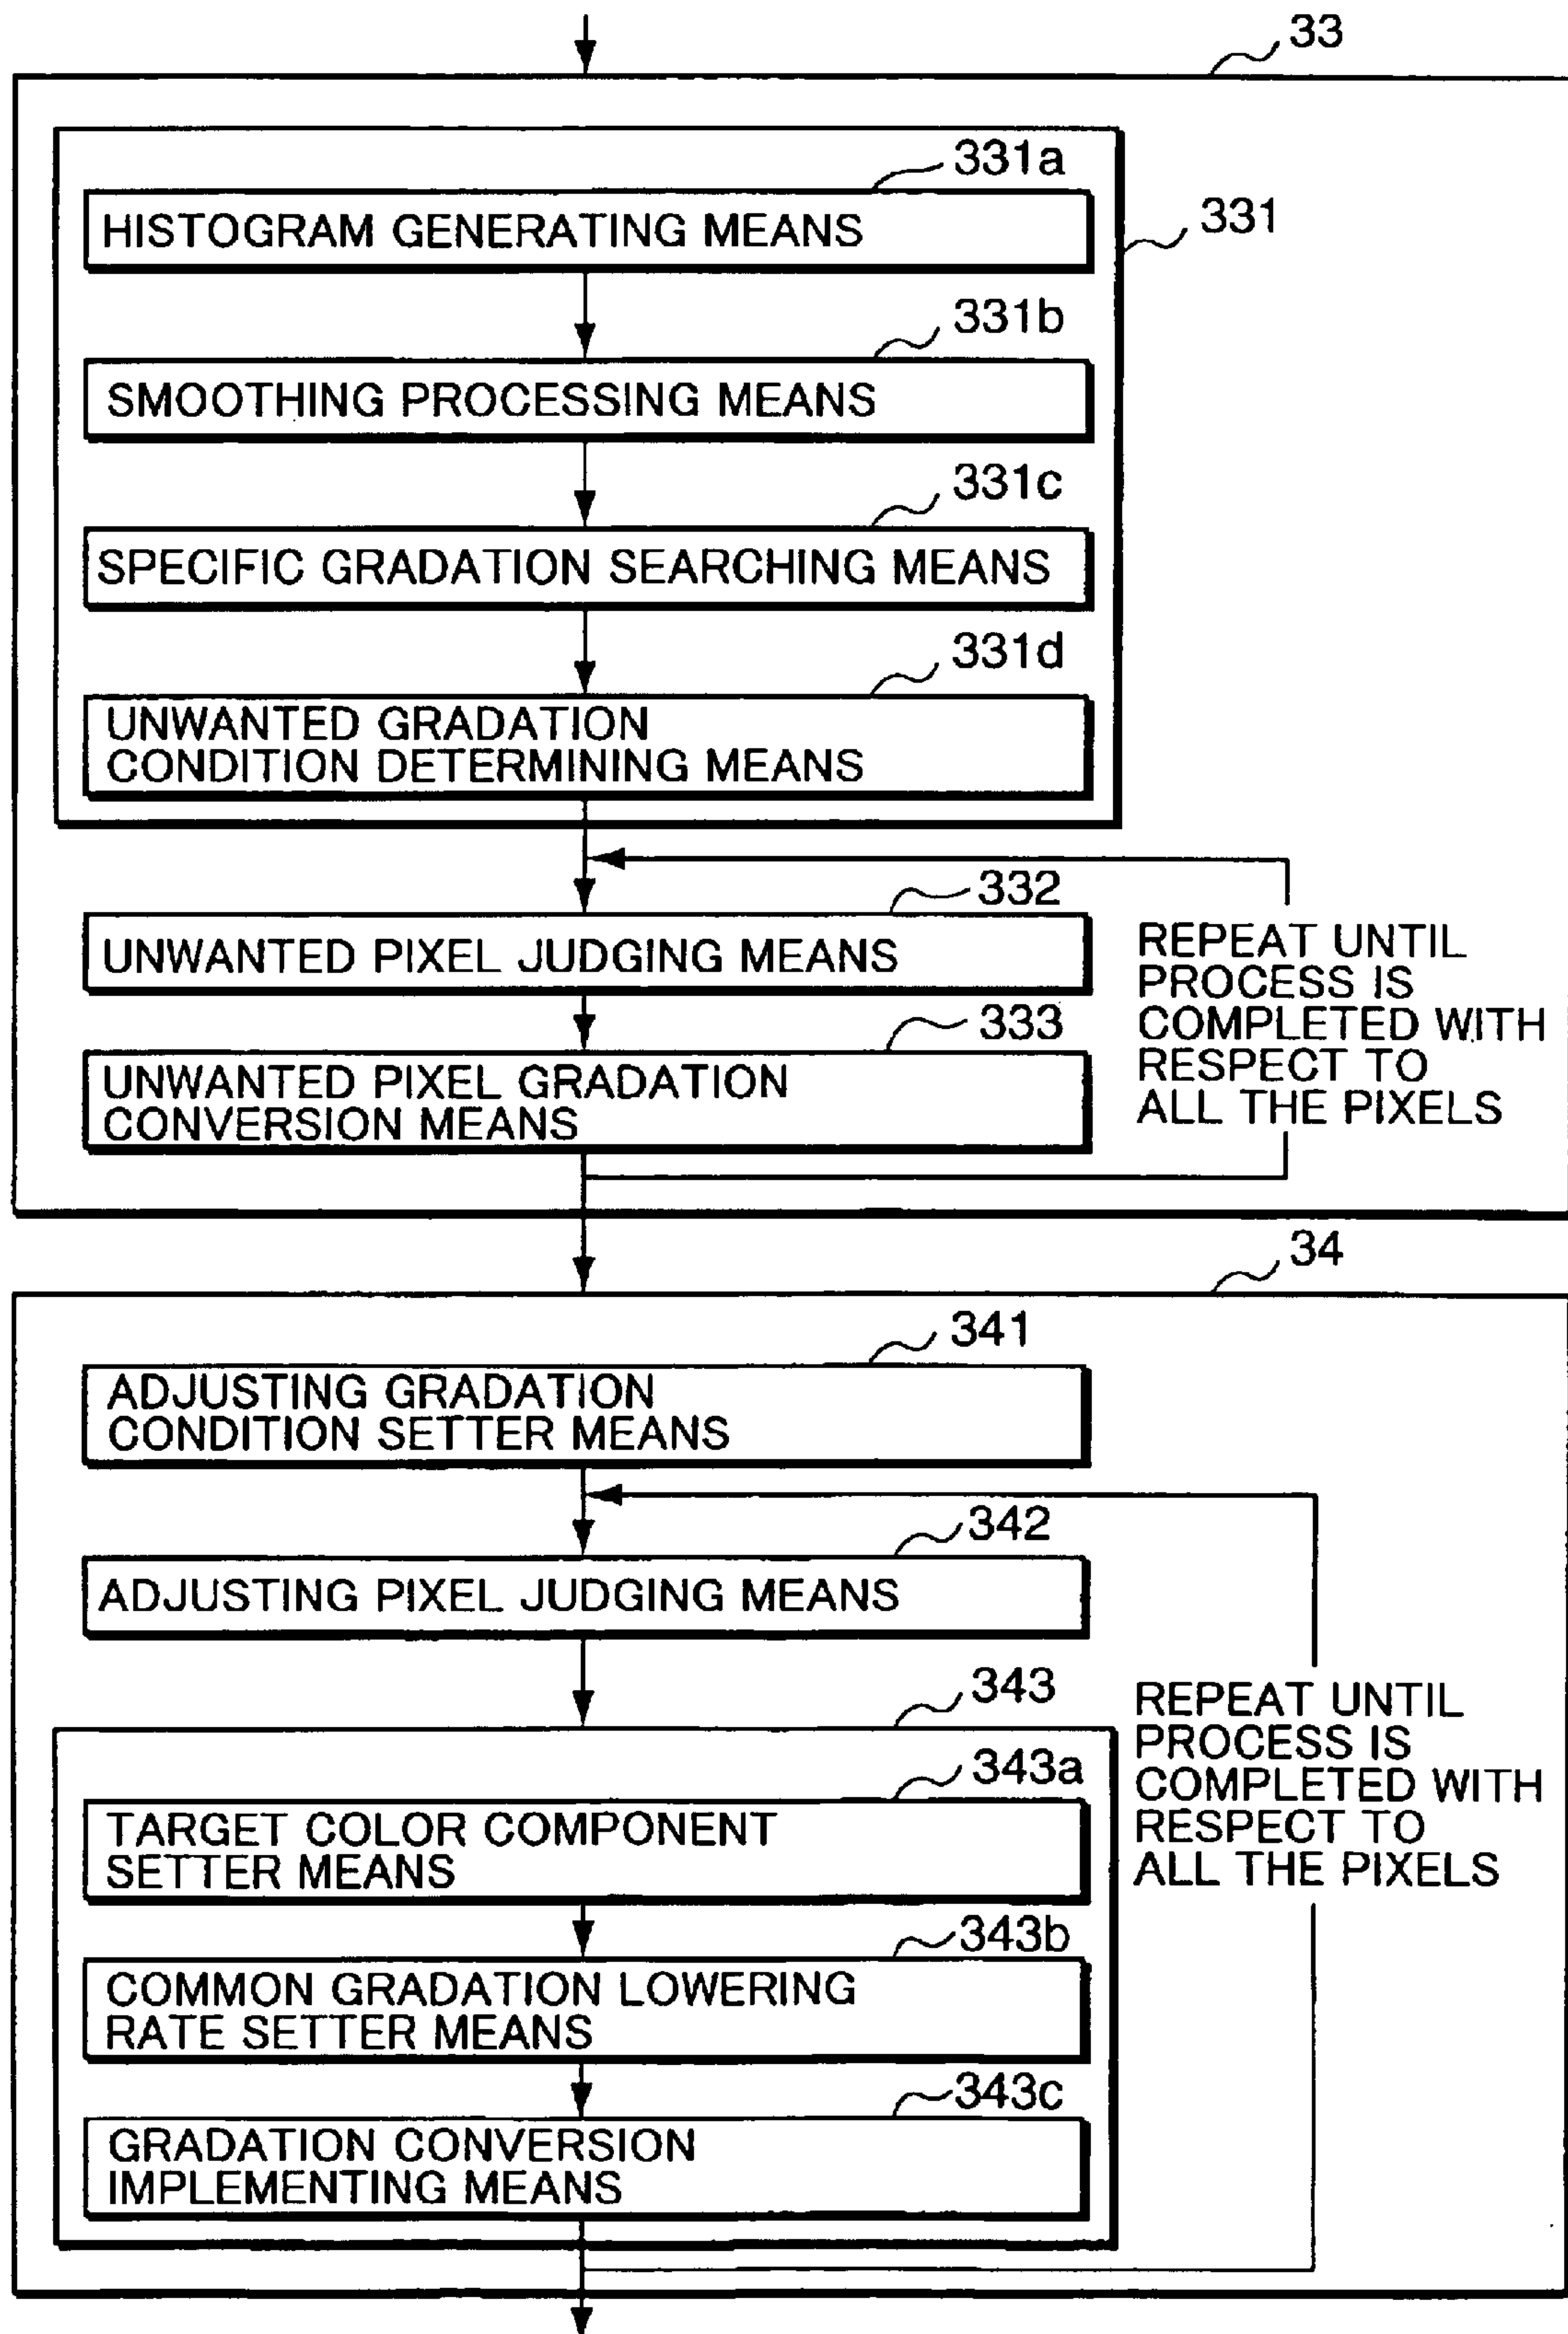 33
331a
HISTOGRAM GENERATING MEANS
331
331b
SMOOTHING PROCESSING MEANS
331c
SPECIFIC GRADATION SEARCHING MEANS
331d
UNWANTED GRADATION
CONDITION DETERMINING MEANS
332
UNWANTED PIXEL JUDGING MEANS
333
UNWANTED PIXEL GRADATION
CONVERSION MEANS
REPEAT UNTIL
PROCESS IS
COMPLETED WITH
RESPECT TO
ALL THE PIXELS
34
341
ADJUSTING GRADATION
CONDITION SETTER MEANS
342
ADJUSTING PIXEL JUDGING MEANS
343
343a
TARGET COLOR COMPONENT
SETTER MEANS
343b
COMMON GRADATION LOWERING
RATE SETTER MEANS
343c
GRADATION CONVERSION
IMPLEMENTING MEANS
REPEAT UNTIL
PROCESS IS
COMPLETED WITH
RESPECT TO
ALL THE PIXELS